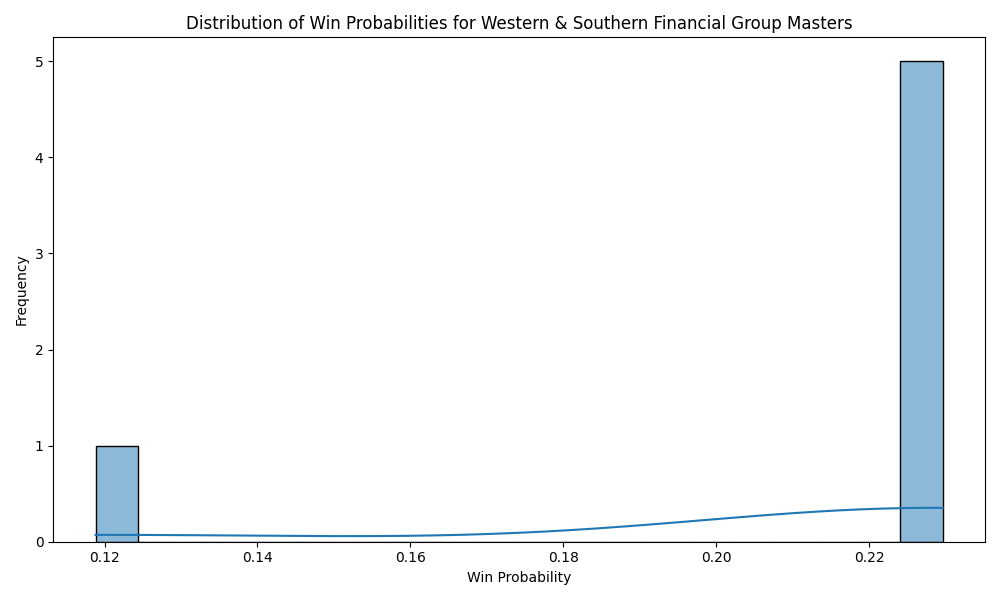 Distribution of Win Probabilities for Western & Southern Financial Group Masters
Frequency
5
4
3
2
1
0
0.12 0.14 0.16 0.18 0.20 0.22
Win Probability